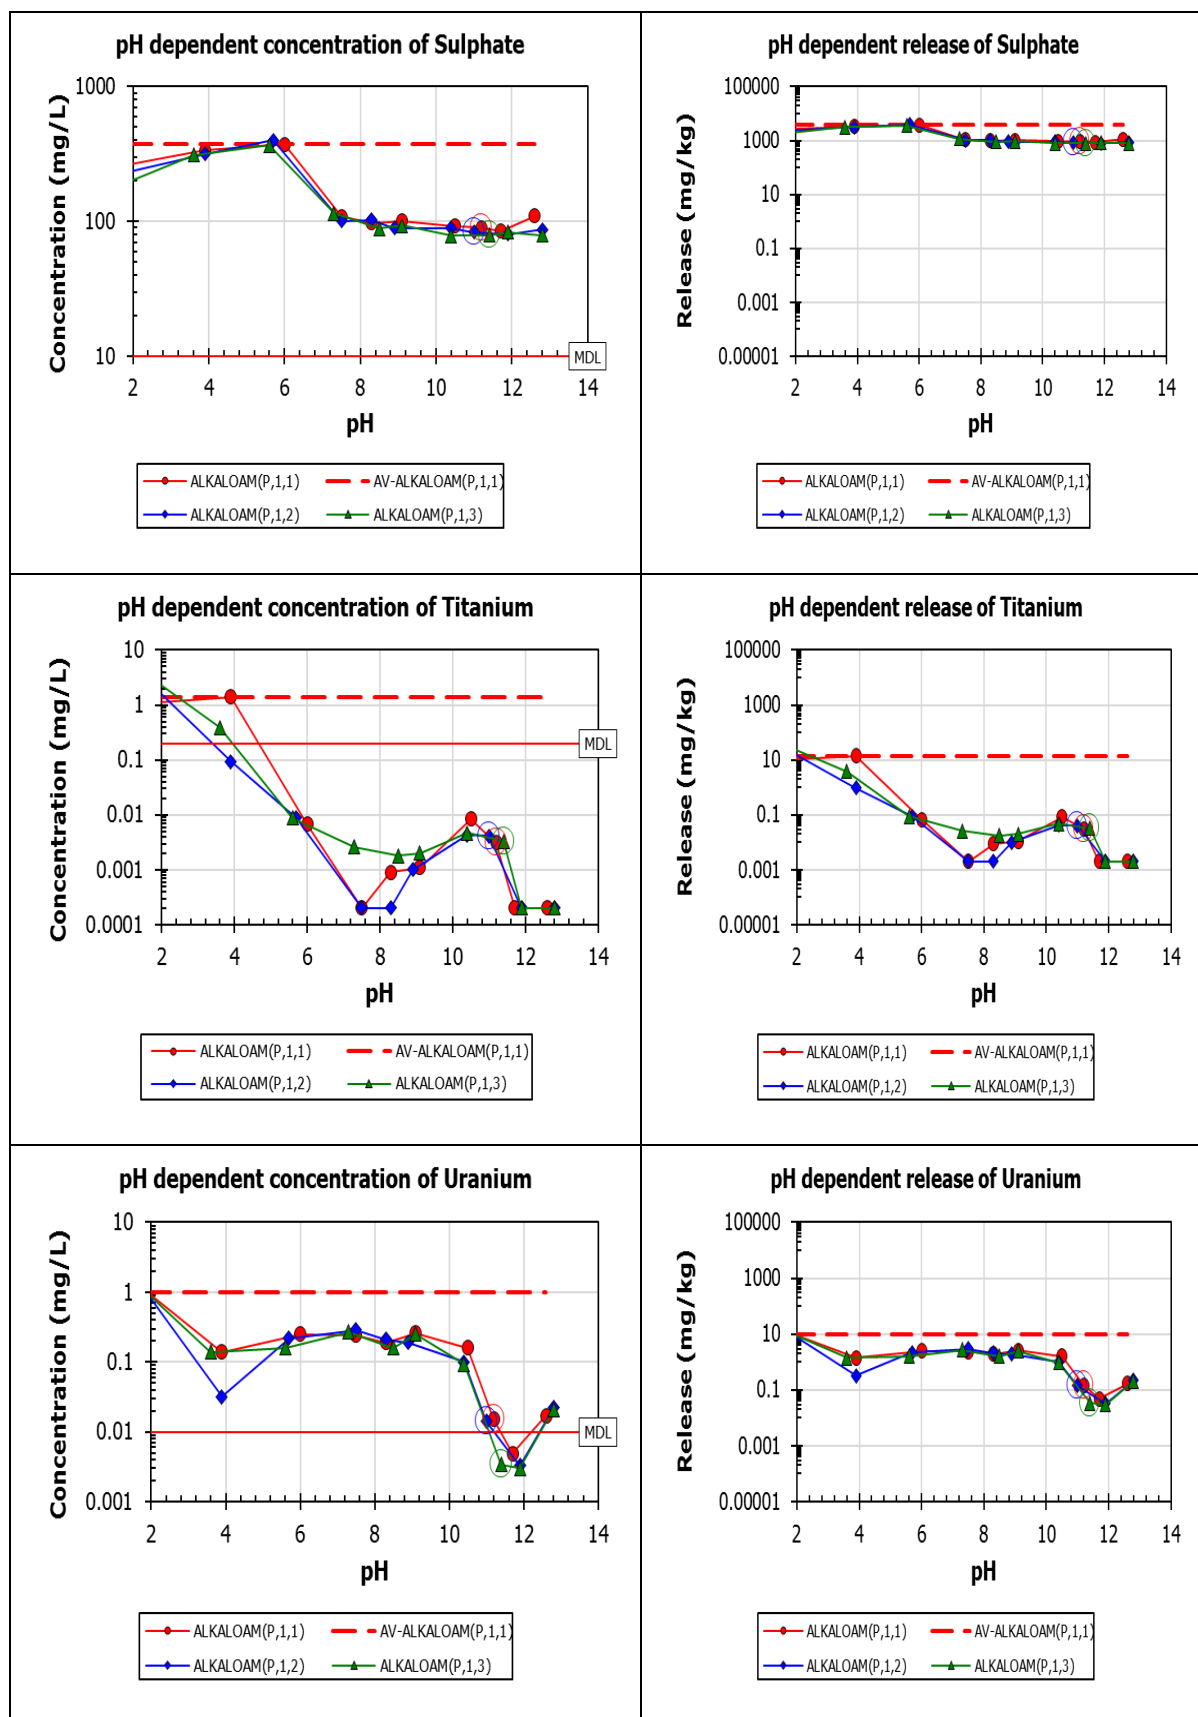 pH dependent concentration of Sulphate
Concentration (mg/L)
1000
100
10
MDL
2 4 6 8 10 12 14
pH
ALKALOAM(P,1,1) AV-ALKALOAM(P,1,1)
ALKALOAM(P,1,2) ALKALOAM(P,1,3)
pH dependent release of Sulphate
Release (mg/kg)
100000
1000
10
0.1
0.001
0.00001
2 4 6 8 10 12 14
pH
ALKALOAM(P,1,1) AV-ALKALOAM(P,1,1)
ALKALOAM(P,1,2) ALKALOAM(P,1,3)
pH dependent concentration of Titanium
Concentration (mg/L)
10
1
0.1
0.01
0.001
0.0001
MDL
2 4 6 8 10 12 14
pH
ALKALOAM(P,1,1) AV-ALKALOAM(P,1,1)
ALKALOAM(P,1,2) ALKALOAM(P,1,3)
pH dependent release of Titanium
Release (mg/kg)
100000
1000
10
0.1
0.001
0.00001
2 4 6 8 10 12 14
pH
ALKALOAM(P,1,1) AV-ALKALOAM(P,1,1)
ALKALOAM(P,1,2) ALKALOAM(P,1,3)
pH dependent concentration of Uranium
Concentration (mg/L)
10
1
0.1
0.01
0.001
MDL
2 4 6 8 10 12 14
pH
ALKALOAM(P,1,1) AV-ALKALOAM(P,1,1)
ALKALOAM(P,1,2) ALKALOAM(P,1,3)
pH dependent release of Uranium
Release (mg/kg)
100000
1000
10
0.1
0.001
0.00001
2 4 6 8 10 12 14
pH
ALKALOAM(P,1,1) AV-ALKALOAM(P,1,1)
ALKALOAM(P,1,2) ALKALOAM(P,1,3)